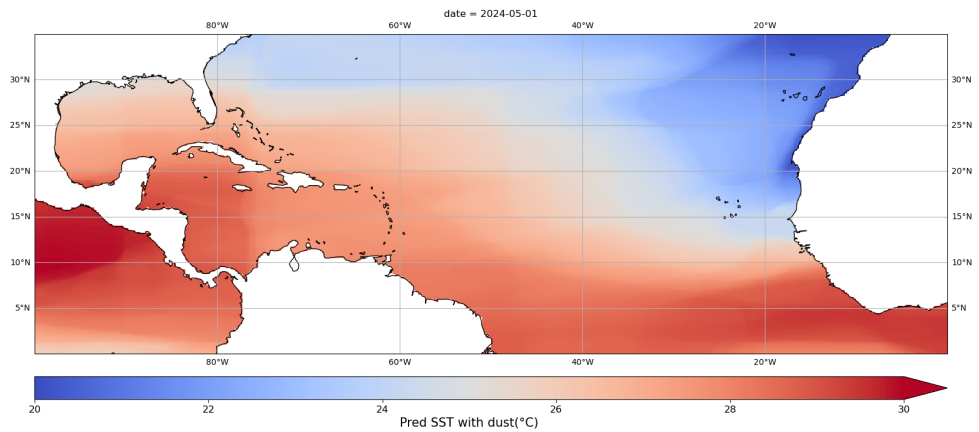 date = 2024-05-01
80°W 60°W 40°W 20°W
30°N 30°N
25°N 25°N
20°N 20°N
15°N 15°N
10°N 10°N
5°N 5°N
80°W 60°W 40°W 20°W
20 22 24 26 28 30
Pred SST with dust(°C)